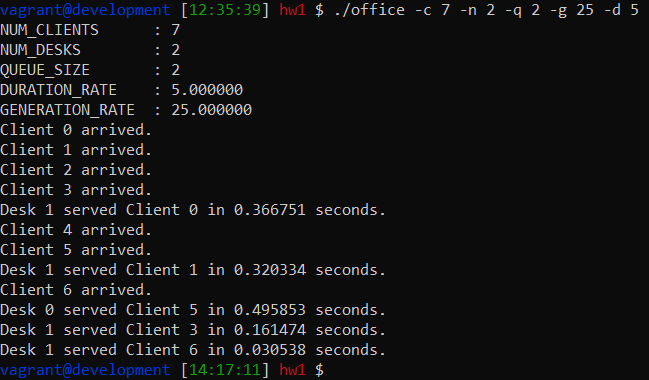 vagrant@development [12:35:39] hw1 $ ./office -c 7 -n 2 -q 2 -g 25 -d 5
NUM_CLIENTS     : 7
NUM_DESKS       : 2
QUEUE_SIZE      : 2
DURATION_RATE   : 5.000000
GENERATION_RATE : 25.000000
Client 0 arrived.
Client 1 arrived.
Client 2 arrived.
Client 3 arrived.
Desk 1 served Client 0 in 0.366751 seconds.
Client 4 arrived.
Client 5 arrived.
Desk 1 served Client 1 in 0.320334 seconds.
Client 6 arrived.
Desk 0 served Client 5 in 0.495853 seconds.
Desk 1 served Client 3 in 0.161474 seconds.
Desk 1 served Client 6 in 0.030538 seconds.
vagrant@development [14:17:11] hw1 $